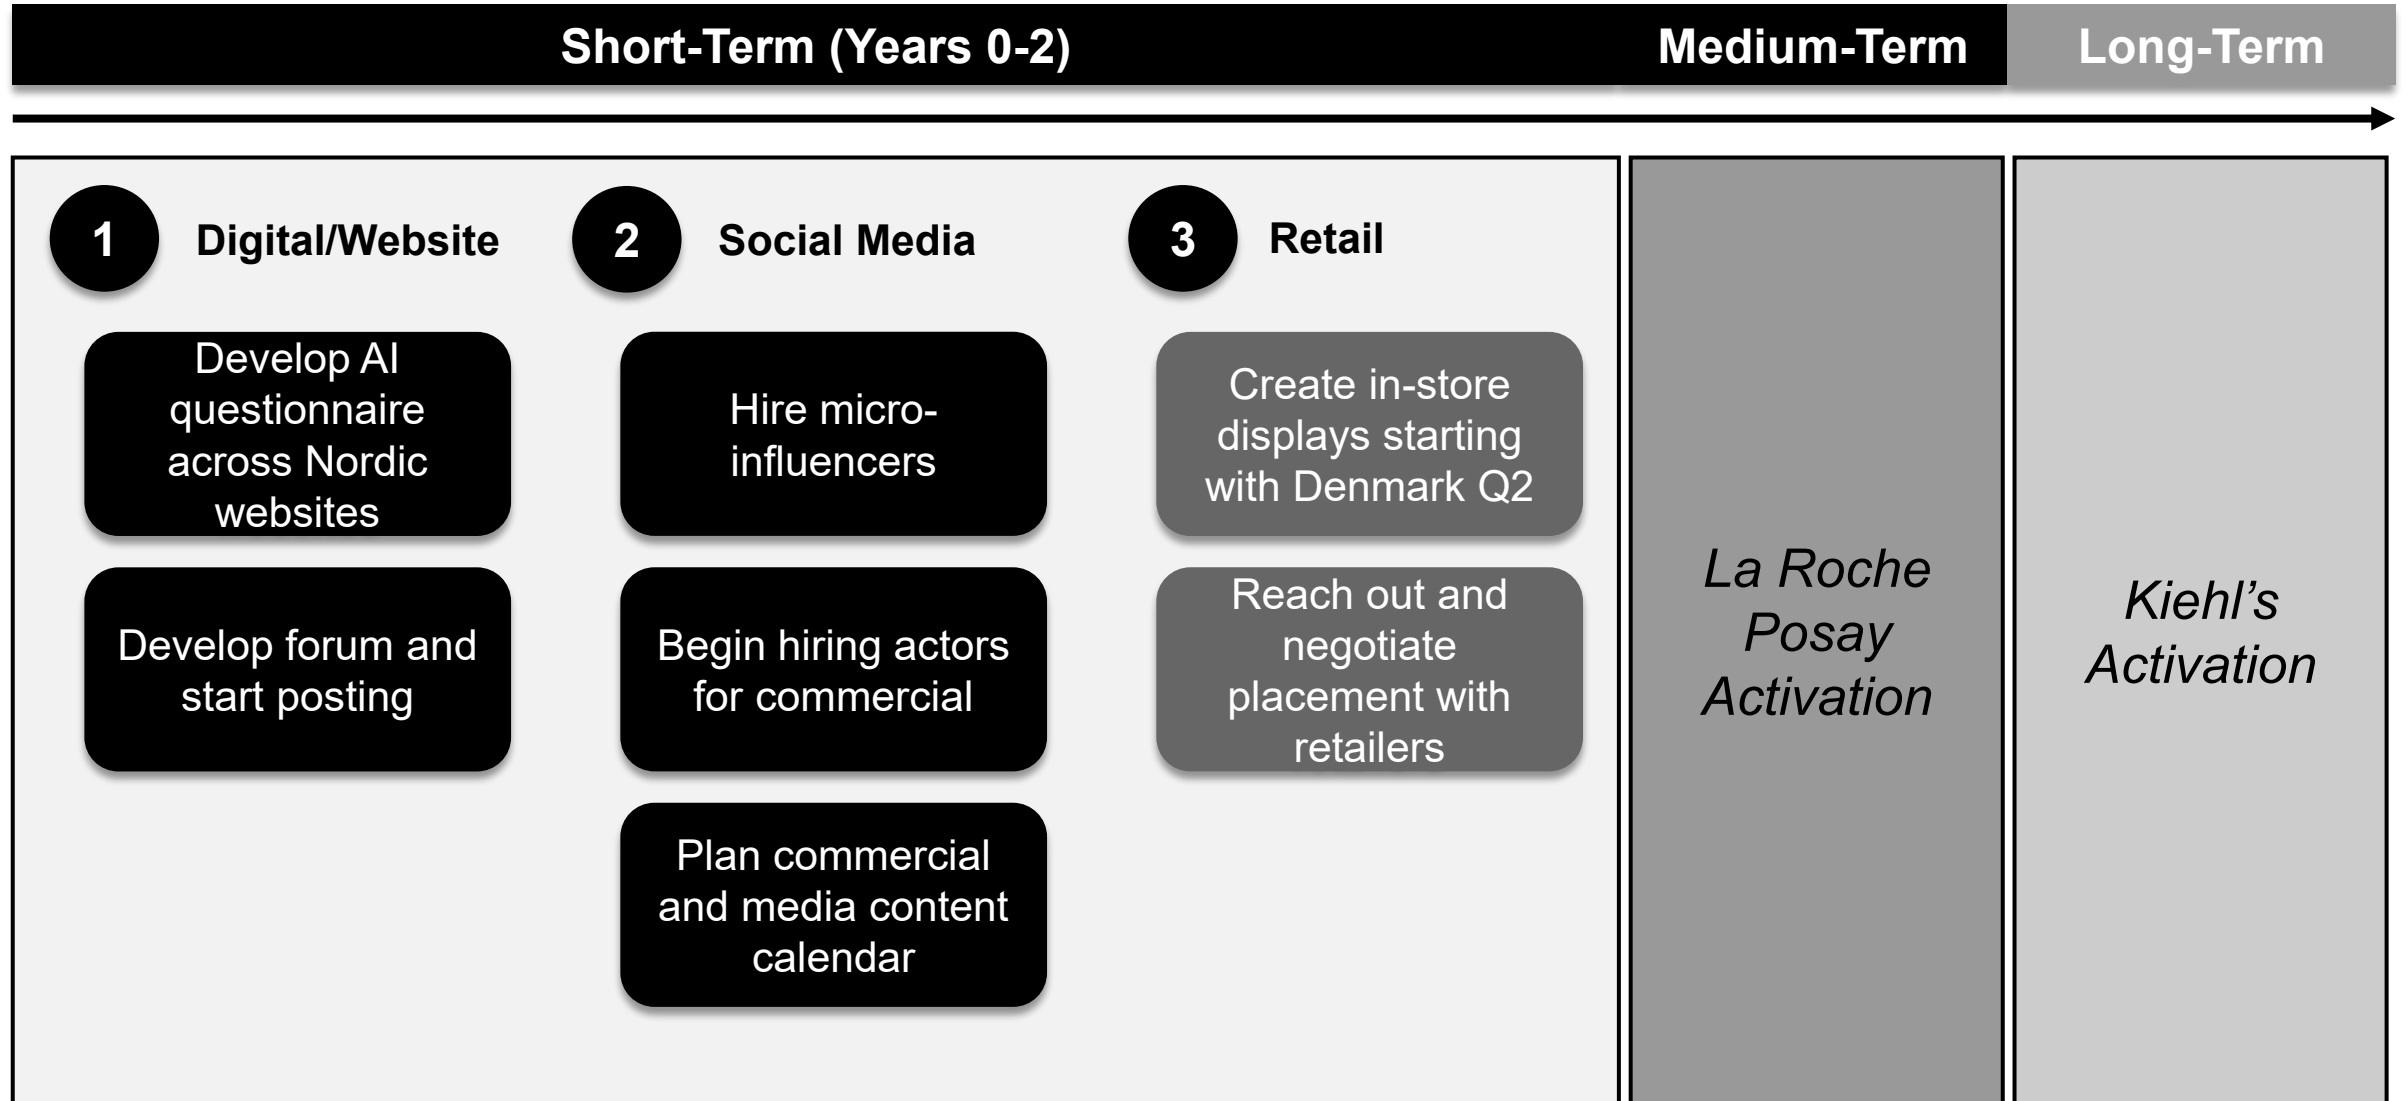 Short-Term (Years 0-2)
Medium-Term
Long-Term
1
Digital/Website
2
Social Media
3
Retail
Develop AI
questionnaire
across Nordic
websites
Develop forum and
start posting
Hire micro-
influencers
Begin hiring actors
for commercial
Plan commercial
and media content
calendar
Create in-store
displays starting
with Denmark Q2
Reach out and
negotiate
placement with
retailers
La Roche
Posay
Activation
Kiehl’s
Activation